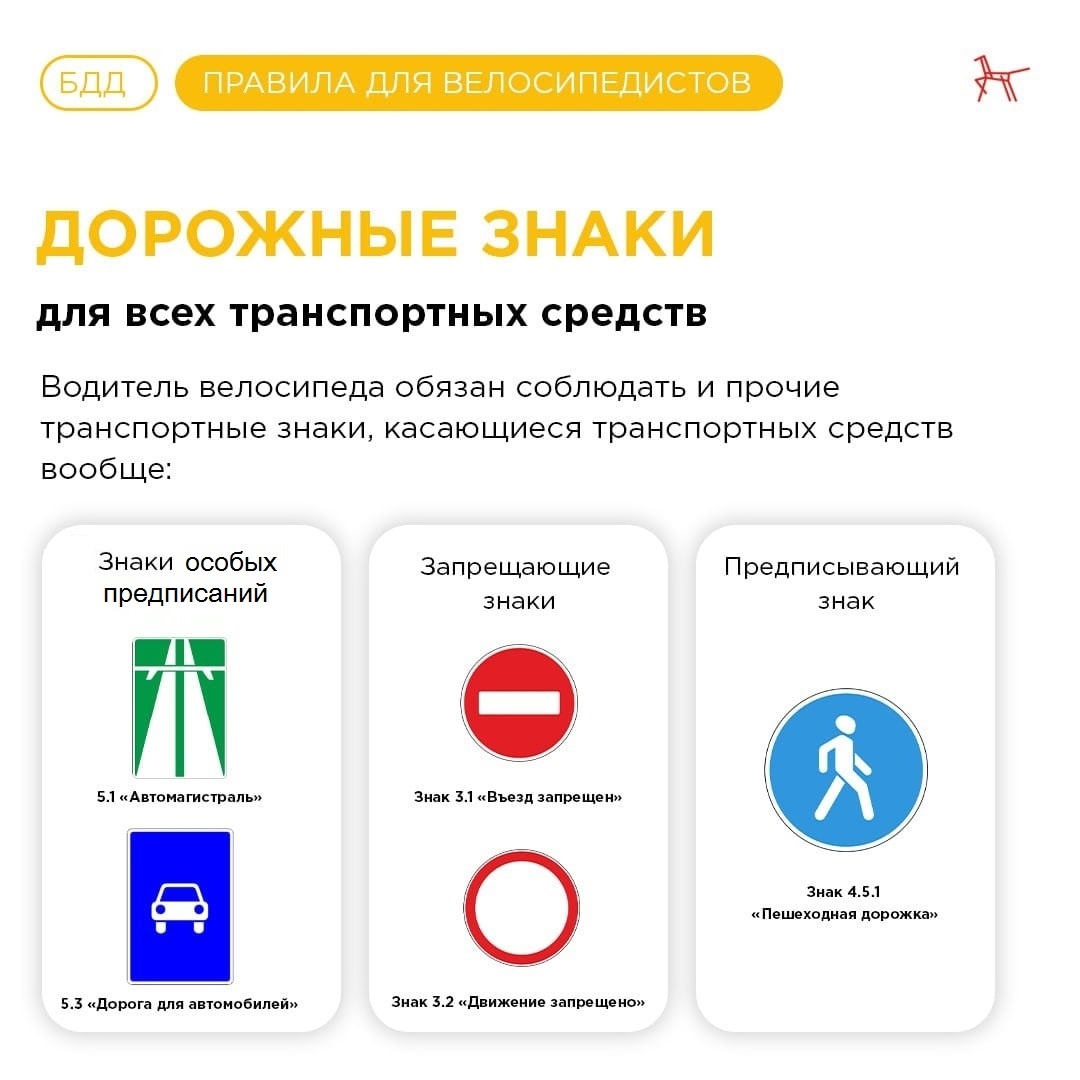 БДД
ПРАВИЛА ДЛЯ ВЕЛОСИПЕДИСТОВ
ДОРОЖНЫЕ ЗНАКИ
для всех транспортных средств
Водитель велосипеда обязан соблюдать и прочие
транспортные знаки, касающиеся транспортных средств
вообще:
Знаки особых
предписаний
5.1 «Автомагистраль»
5.3 «Дорога для автомобилей»
Запрещающие
знаки
Знак 3.1 «Въезд запрещен»
Знак 3.2 «Движение запрещено»
Предписывающий
знак
Знак 4.5.1
«Пешеходная дорожка»